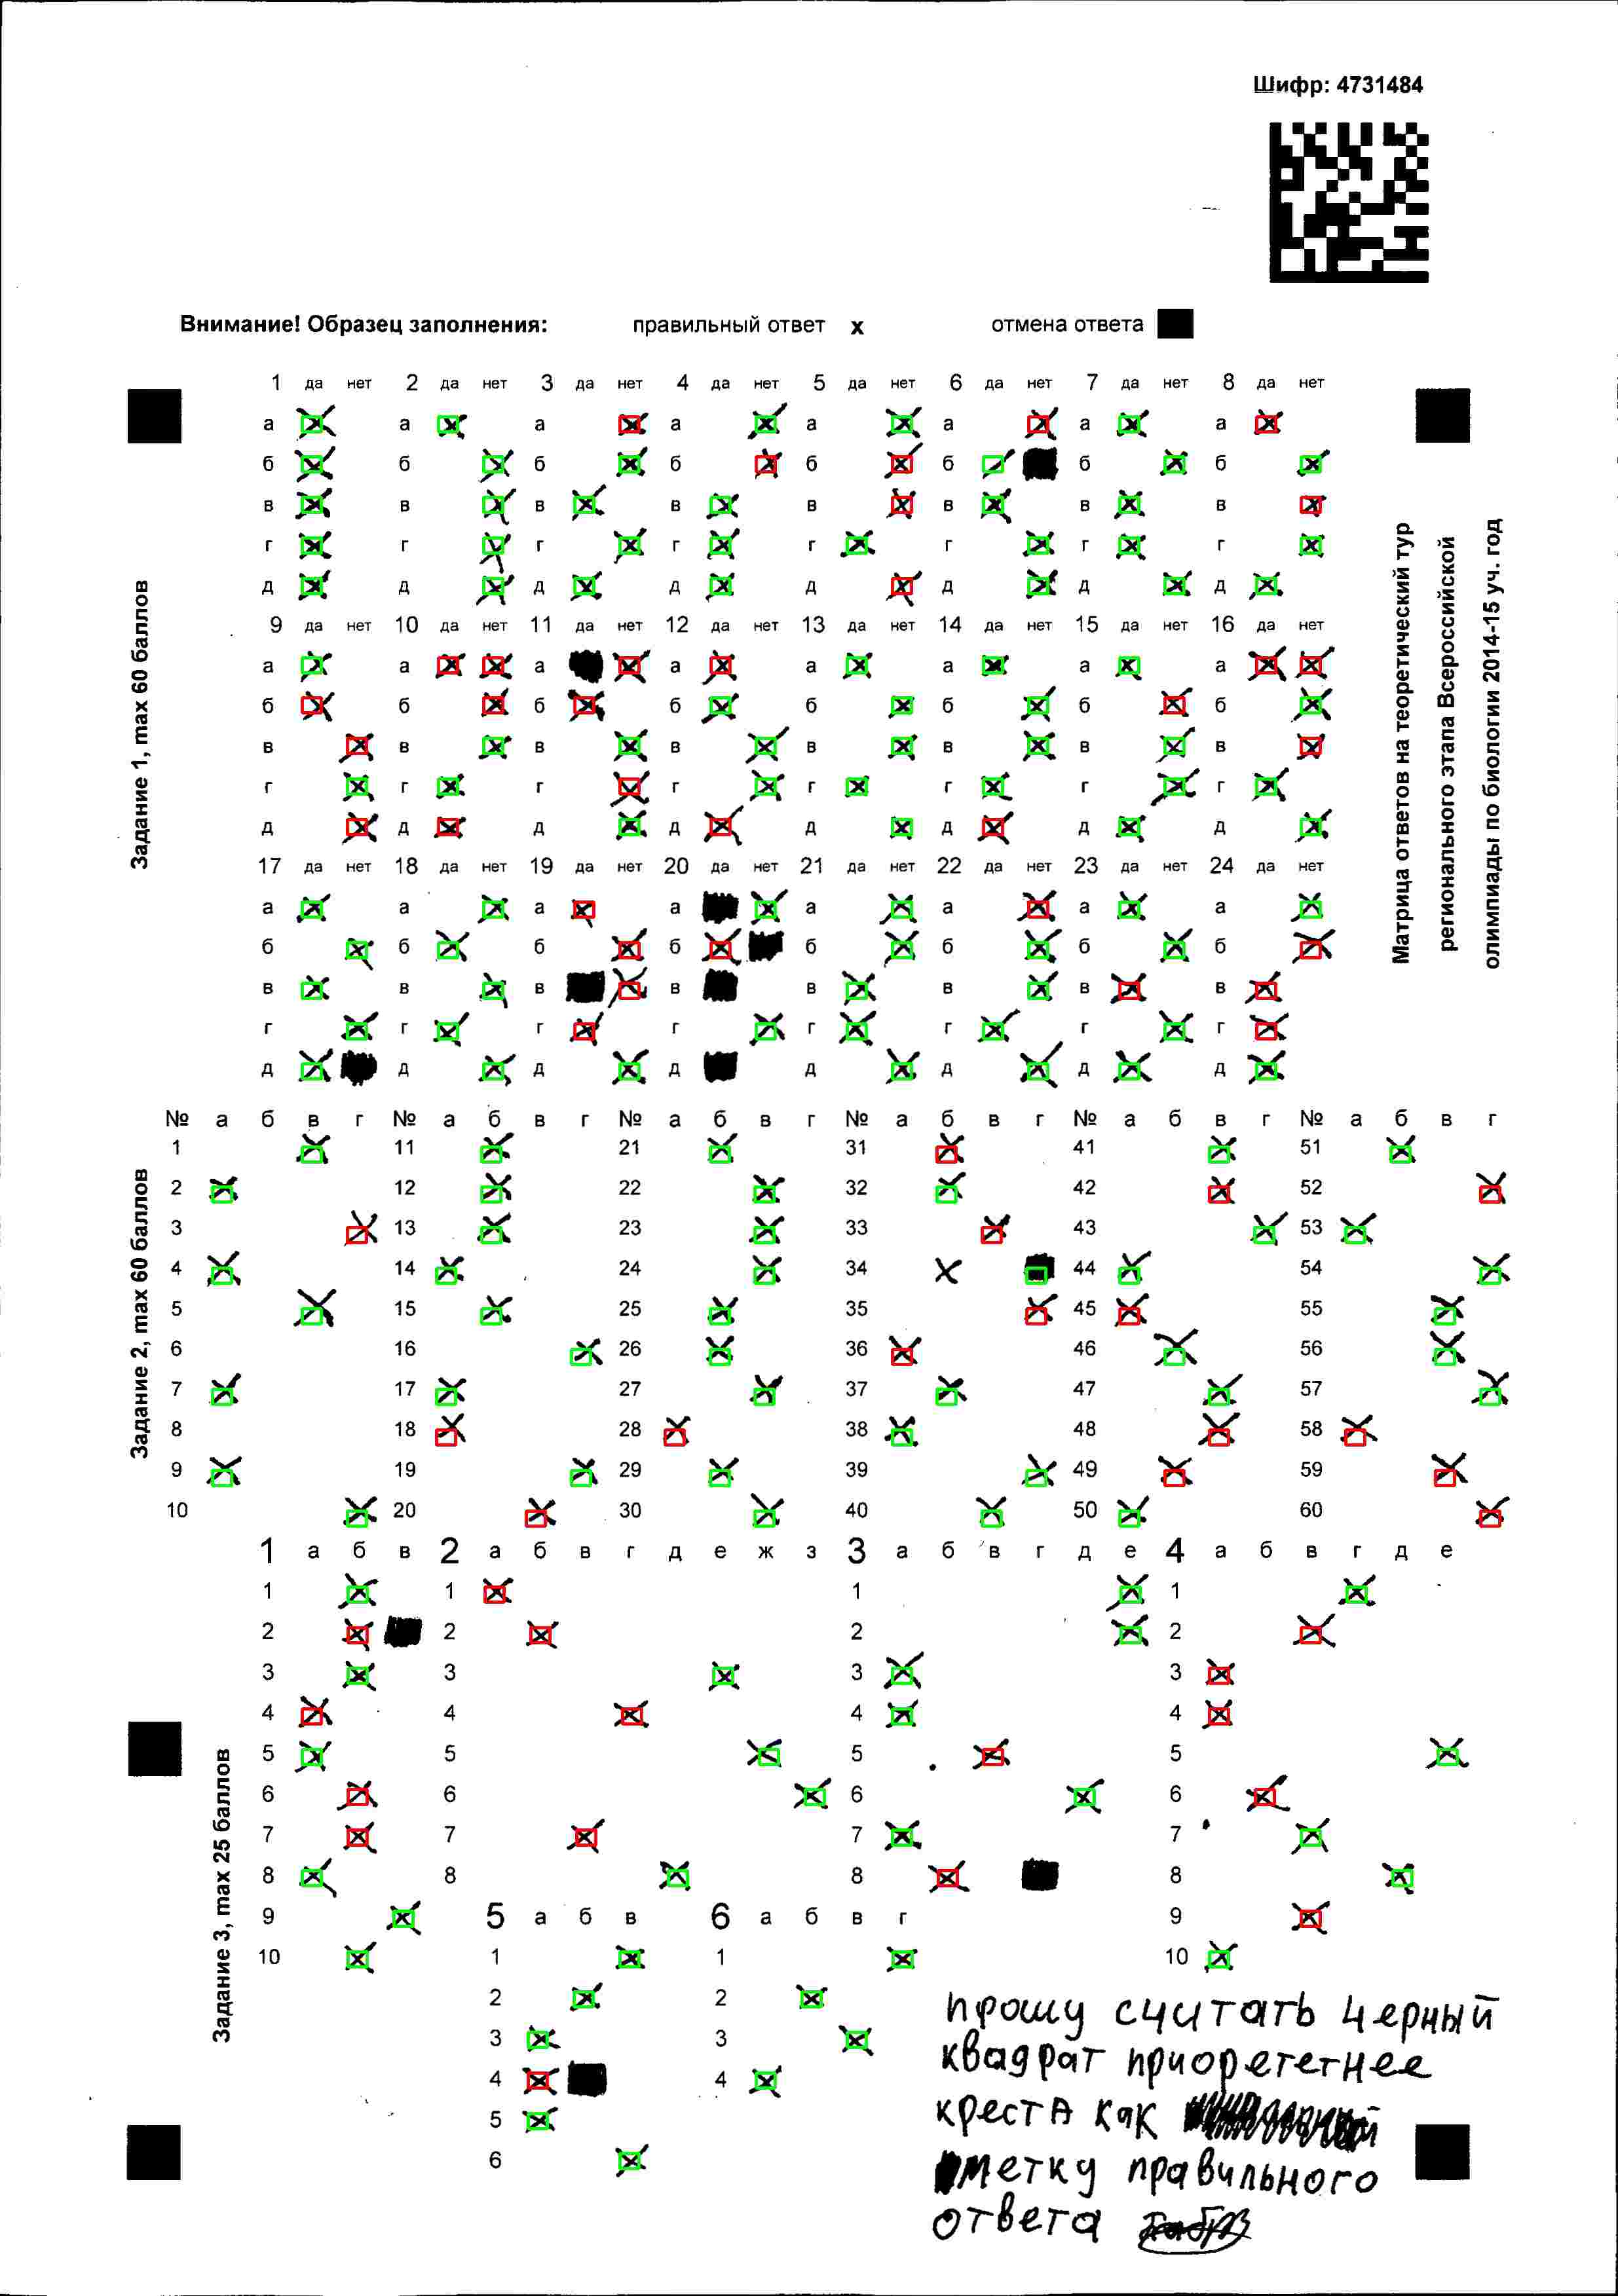 Шифр: 4731484
Внимание! Образец заполнения: правильный ответ x отмена ответа
1 да нет 2 да нет 3 да нет 4 да нет 5 да нет 6 да нет 7 да нет 8 да нет
а а а а а а а а
б б б б б б б б
в в в в в в в в
г г г г г г г г
д д д д д д д д
9 да нет 10 да нет 11 да нет 12 да нет 13 да нет 14 да нет 15 да нет 16 да нет
а а а а а а а а
б б б б б б б б
в в в в в в в в
г г г г г г г г
д д д д д д д д
17 да нет 18 да нет 19 да нет 20 да нет 21 да нет 22 да нет 23 да нет 24 да нет
а а а а а а а а
б б б б б б б б
в в в в в в в в
г г г г г г г г
д д д д д д д д
Задание 1, max 60 баллов
Матрица ответов на теоретический тур
регионального этапа Всероссийской
олимпиады по биологии 2014-15 уч. год
№ а б в г № а б в г № а б в г № а б в г № а б в г № а б в г
1 11 21 31 41 51
2 12 22 32 42 52
3 13 23 33 43 53
4 14 24 34 44 54
5 15 25 35 45 55
6 16 26 36 46 56
7 17 27 37 47 57
8 18 28 38 48 58
9 19 29 39 49 59
10 20 30 40 50 60
Задание 2, max 60 баллов
1 а б в 2 а б в г д е ж з 3 а б в г д е 4 а б в г д е
1 1 1 1
2 2 2 2
3 3 3 3
4 4 4 4
5 5 5 5
6 6 6 6
7 7 7 7
8 8 8 8
9 5 а б в 6 а б в г 9
10 1 1 10
2 2
3 3
4 4
5
6
Задание 3, max 25 баллов
прошу считать черный
квадрат приорететнее
креста как
метку правильного
ответа